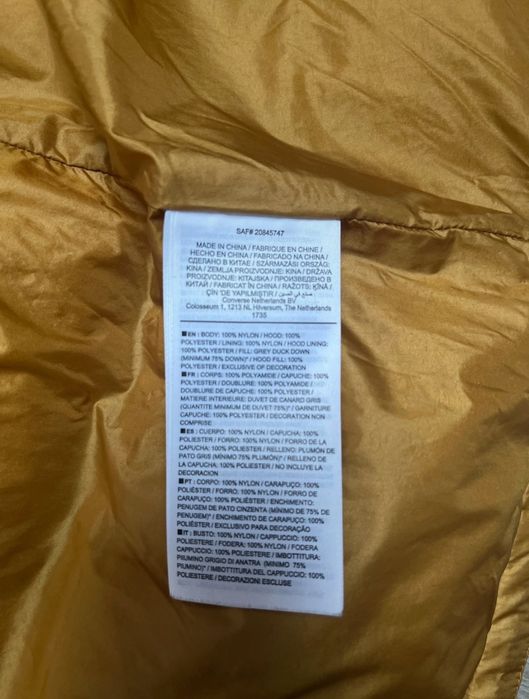 SAF# 20845747
MADE IN CHINA / FABRIQUE EN CHINE /
HECHO EN CHINA / FABRICADO NA CHINA /
СДЕЛАНО В КИТАЕ / SZÁRMAZÁSI ORSZÁG:
KINA / ZEMLJA PROIZVODNJE: KINA / DRŽAVA
PROIZVODNJE: KITAJSKA / ПРОИЗВЕДЕНО В
КИТАЙ / FABRICAT ÎN CHINA / RAŽOTS: ĶĪNĀ /
ÇİN 'DE YAPILMIŞTIR / صنع في الصين
Converse Netherlands BV
Colosseum 1, 1213 NL Hilversum, The Netherlands
1735
■ EN : BODY: 100% NYLON / HOOD: 100%
POLYESTER / LINING: 100% NYLON / HOOD LINING:
100% POLYESTER / FILL: GREY DUCK DOWN
(MINIMUM 75% DOWN)* / HOOD FILL: 100%
POLYESTER / EXCLUSIVE OF DECORATION
■ FR : CORPS: 100% POLYAMIDE / CAPUCHE: 100%
POLYESTER / DOUBLURE: 100% POLYAMIDE /
DOUBLURE DE CAPUCHE: 100% POLYESTER /
MATIERE INTERIEURE: DUVET DE CANARD GRIS
(QUANTITE MINIMUM DE DUVET 75%)* / GARNITURE
CAPUCHE: 100% POLYESTER / DECORATION NON
COMPRISE
■ ES : CUERPO: 100% NYLON / CAPUCHA: 100%
POLIESTER / FORRO: 100% NYLON / FORRO DE LA
CAPUCHA: 100% POLIESTER / RELLENO: PLUMÓN DE
PATO GRIS (MÍNIMO 75% PLUMÓN)* / RELLENO DE
LA CAPUCHA: 100% POLIESTER / NO INCLUYE LA
DECORACION
■ PT : CORPO: 100% NYLON / CARAPUÇO: 100%
POLIÉSTER / FORRO: 100% NYLON / FORRO DE
CARAPUÇO: 100% POLIÉSTER / ENCHIMENTO:
PENUGEM DE PATO CINZENTA (MÍNIMO DE 75% DE
PENUGEM)* / ENCHIMENTO DE CARAPUÇO: 100%
POLIÉSTER / EXCLUSIVO PARA DECORAÇÃO
■ IT : BUSTO: 100% NYLON / CAPPUCCIO: 100%
POLIESTERE / FODERA: 100% NYLON / FODERA
CAPPUCCIO: 100% POLIESTERE / IMBOTTITURA:
PIUMINO GRIGIO DI ANATRA (MINIMO 75%
PIUMINO)* / IMBOTTITURA DEL CAPPUCCIO: 100%
POLIESTERE / DECORAZIONI ESCLUSE